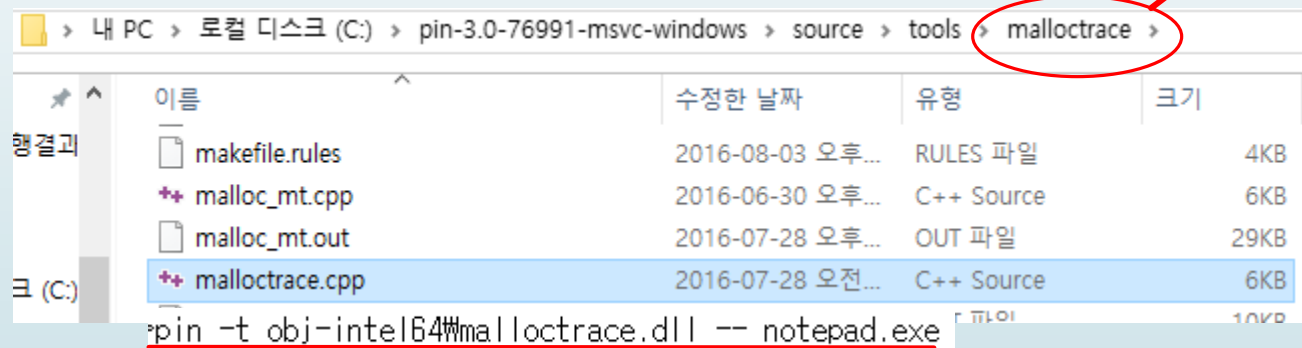 > 내 PC > 로컬 디스크 (C:) > pin-3.0-76991-msvc-windows > source > tools > malloctrace >
이름 수정한 날짜 유형 크기
행결과
makefile.rules 2016-08-03 오후... RULES 파일 4KB
malloc_mt.cpp 2016-06-30 오후... C++ Source 6KB
malloc_mt.out 2016-07-28 오후... OUT 파일 29KB
크 (C:)
malloctrace.cpp 2016-07-28 오전... C++ Source 6KB
pin -t obj-intel64₩malloctrace.dll -- notepad.exe
10KB